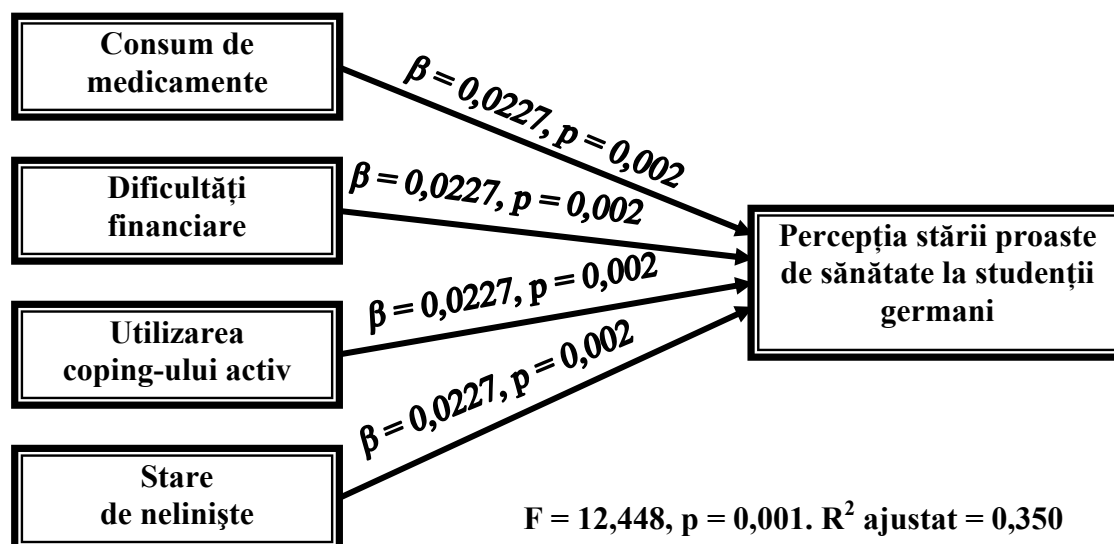 Consum de
medicamente
β = 0,0227, p = 0,002
Dificultăți
financiare
β = 0,0227, p = 0,002
Utilizarea
coping-ului activ
β = 0,0227, p = 0,002
Stare
de nelinişte
β = 0,0227, p = 0,002
Percepția stării proaste
de sănătate la studenții
germani
F = 12,448, p = 0,001. R² ajustat = 0,350